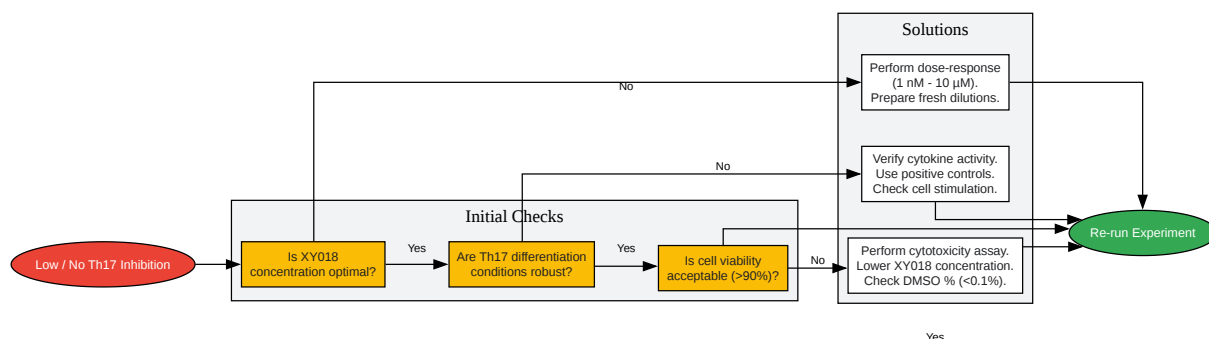 Solutions
Perform dose-response
(1 nM - 10 µM).
Prepare fresh dilutions.
No
Verify cytokine activity.
Use positive controls.
Check cell stimulation.
No
Initial Checks
Low / No Th17 Inhibition
Is XY018
concentration optimal?
Yes
Are Th17 differentiation
conditions robust?
Yes
Is cell viability
acceptable (>90%)?
No
Perform cytotoxicity assay.
Lower XY018 concentration.
Check DMSO % (<0.1%).
Re-run Experiment
Yes